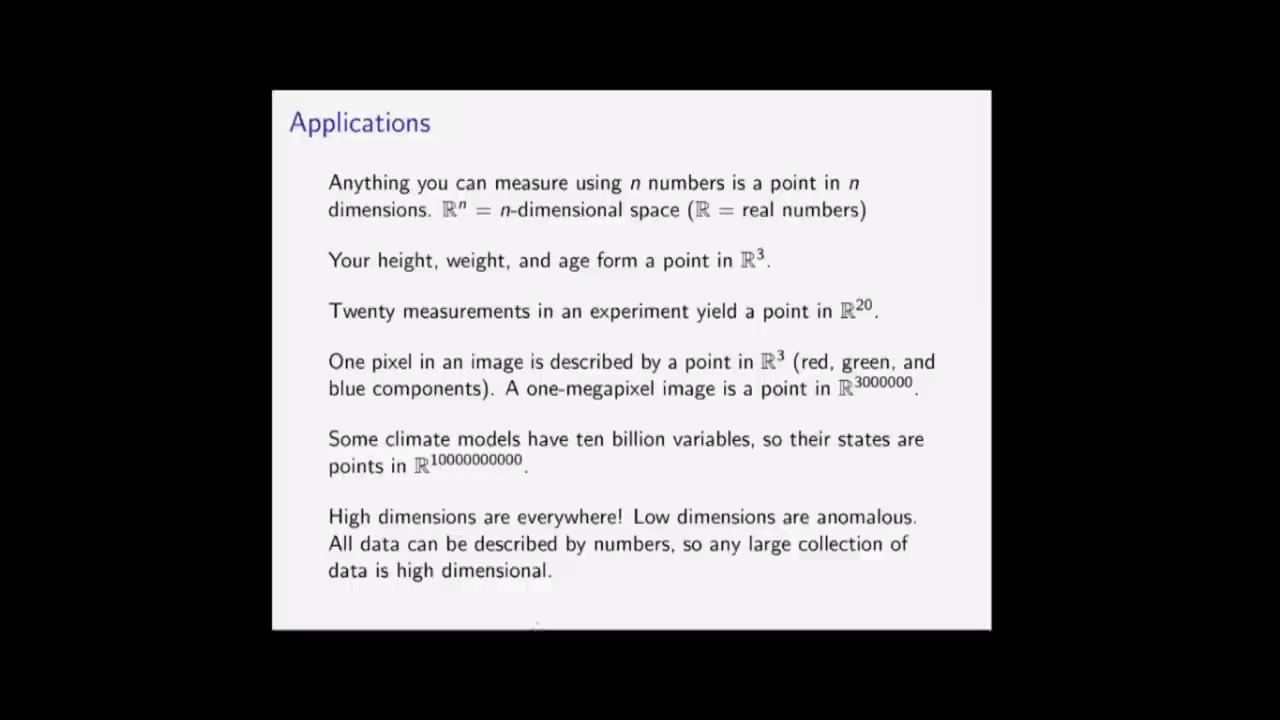 Applications
Anything you can measure using n numbers is a point in n
dimensions. ℝⁿ = n-dimensional space (ℝ = real numbers)
Your height, weight, and age form a point in ℝ³.
Twenty measurements in an experiment yield a point in ℝ²⁰.
One pixel in an image is described by a point in ℝ³ (red, green, and
blue components). A one-megapixel image is a point in ℝ³⁰⁰⁰⁰⁰⁰.
Some climate models have ten billion variables, so their states are
points in ℝ¹⁰⁰⁰⁰⁰⁰⁰⁰⁰⁰.
High dimensions are everywhere! Low dimensions are anomalous.
All data can be described by numbers, so any large collection of
data is high dimensional.